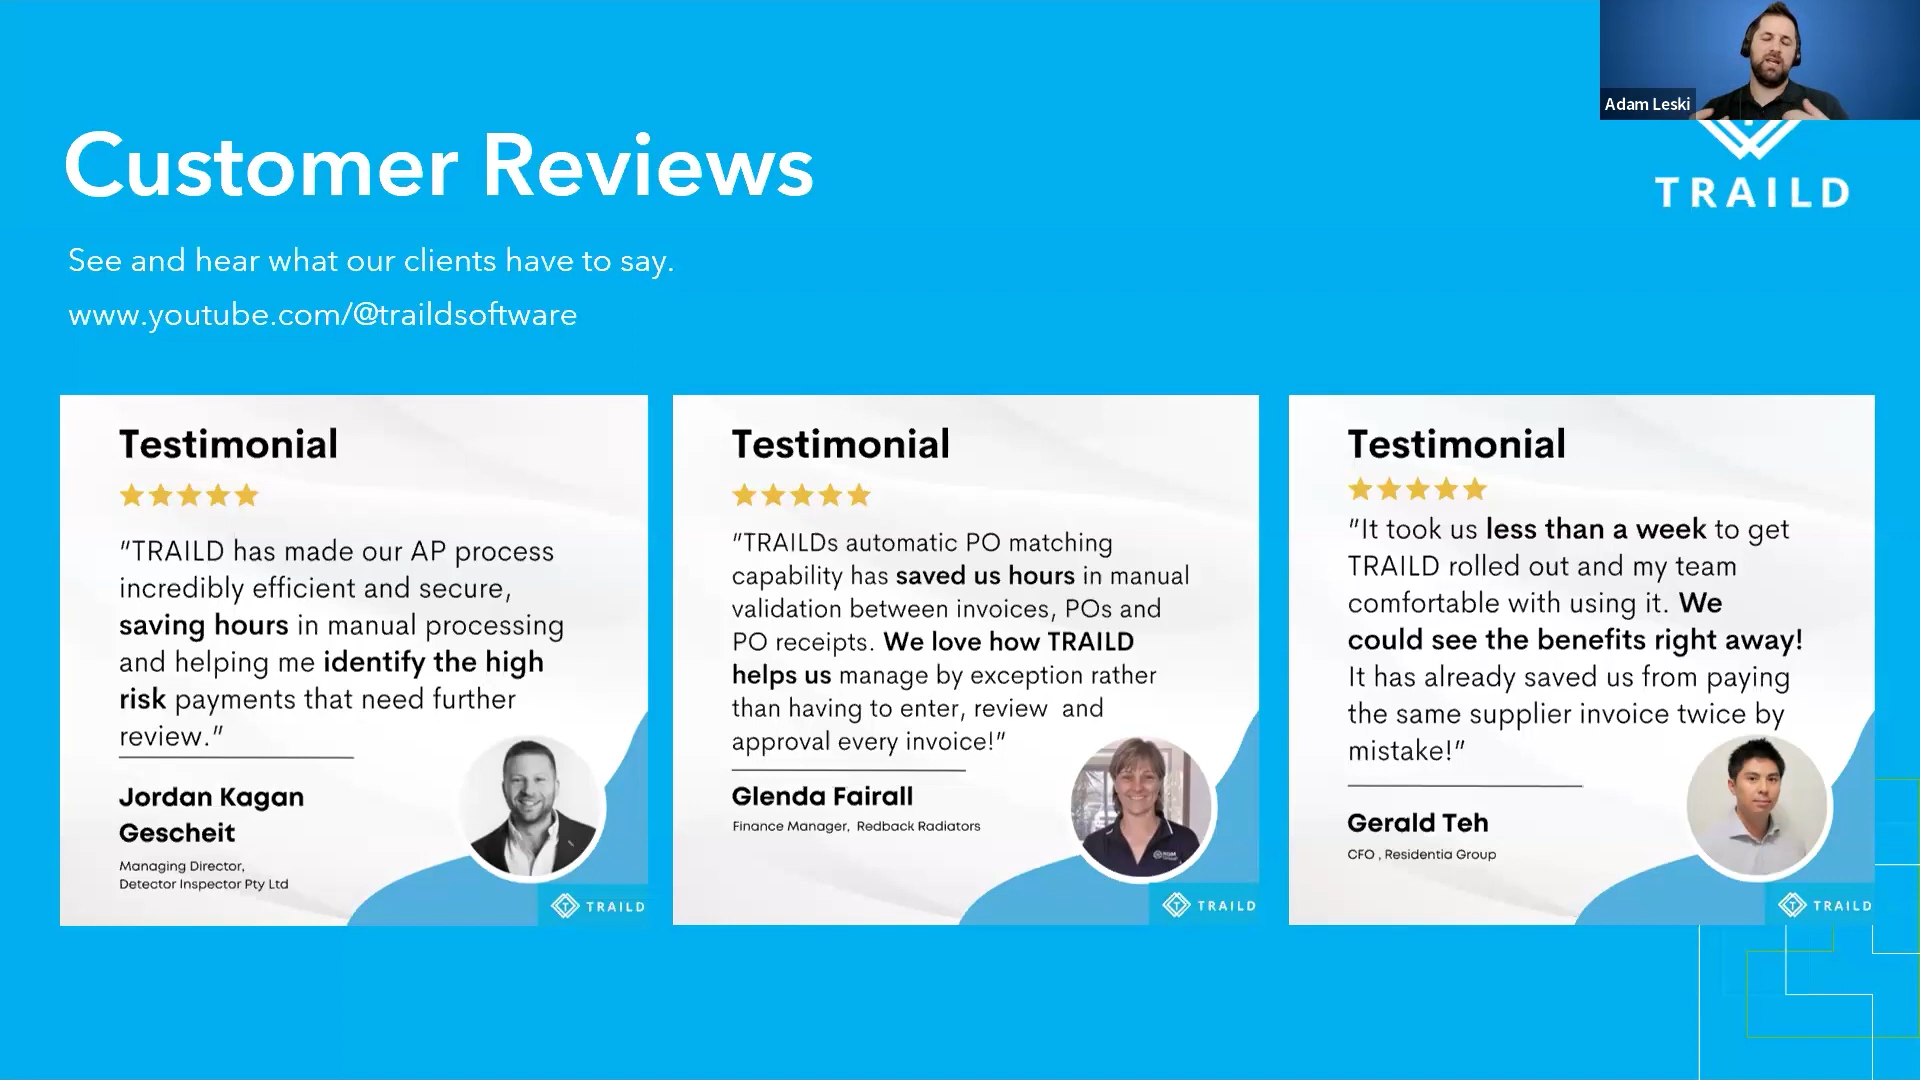 Adam Leski
TRAILD
Customer Reviews
See and hear what our clients have to say.
www.youtube.com/@traildsoftware
Testimonial
"TRAILD has made our AP process
incredibly efficient and secure,
saving hours in manual processing
and helping me identify the high
risk payments that need further
review."
Jordan Kagan
Gescheit
Managing Director,
Detector Inspector Pty Ltd
TRAILD
Testimonial
"TRAILDs automatic PO matching
capability has saved us hours in manual
validation between invoices, POs and
PO receipts. We love how TRAILD
helps us manage by exception rather
than having to enter, review and
approval every invoice!"
Glenda Fairall
Finance Manager, Redback Radiators
TRAILD
Testimonial
"It took us less than a week to get
TRAILD rolled out and my team
comfortable with using it. We
could see the benefits right away!
It has already saved us from paying
the same supplier invoice twice by
mistake!"
Gerald Teh
CFO , Residentia Group
TRAILD